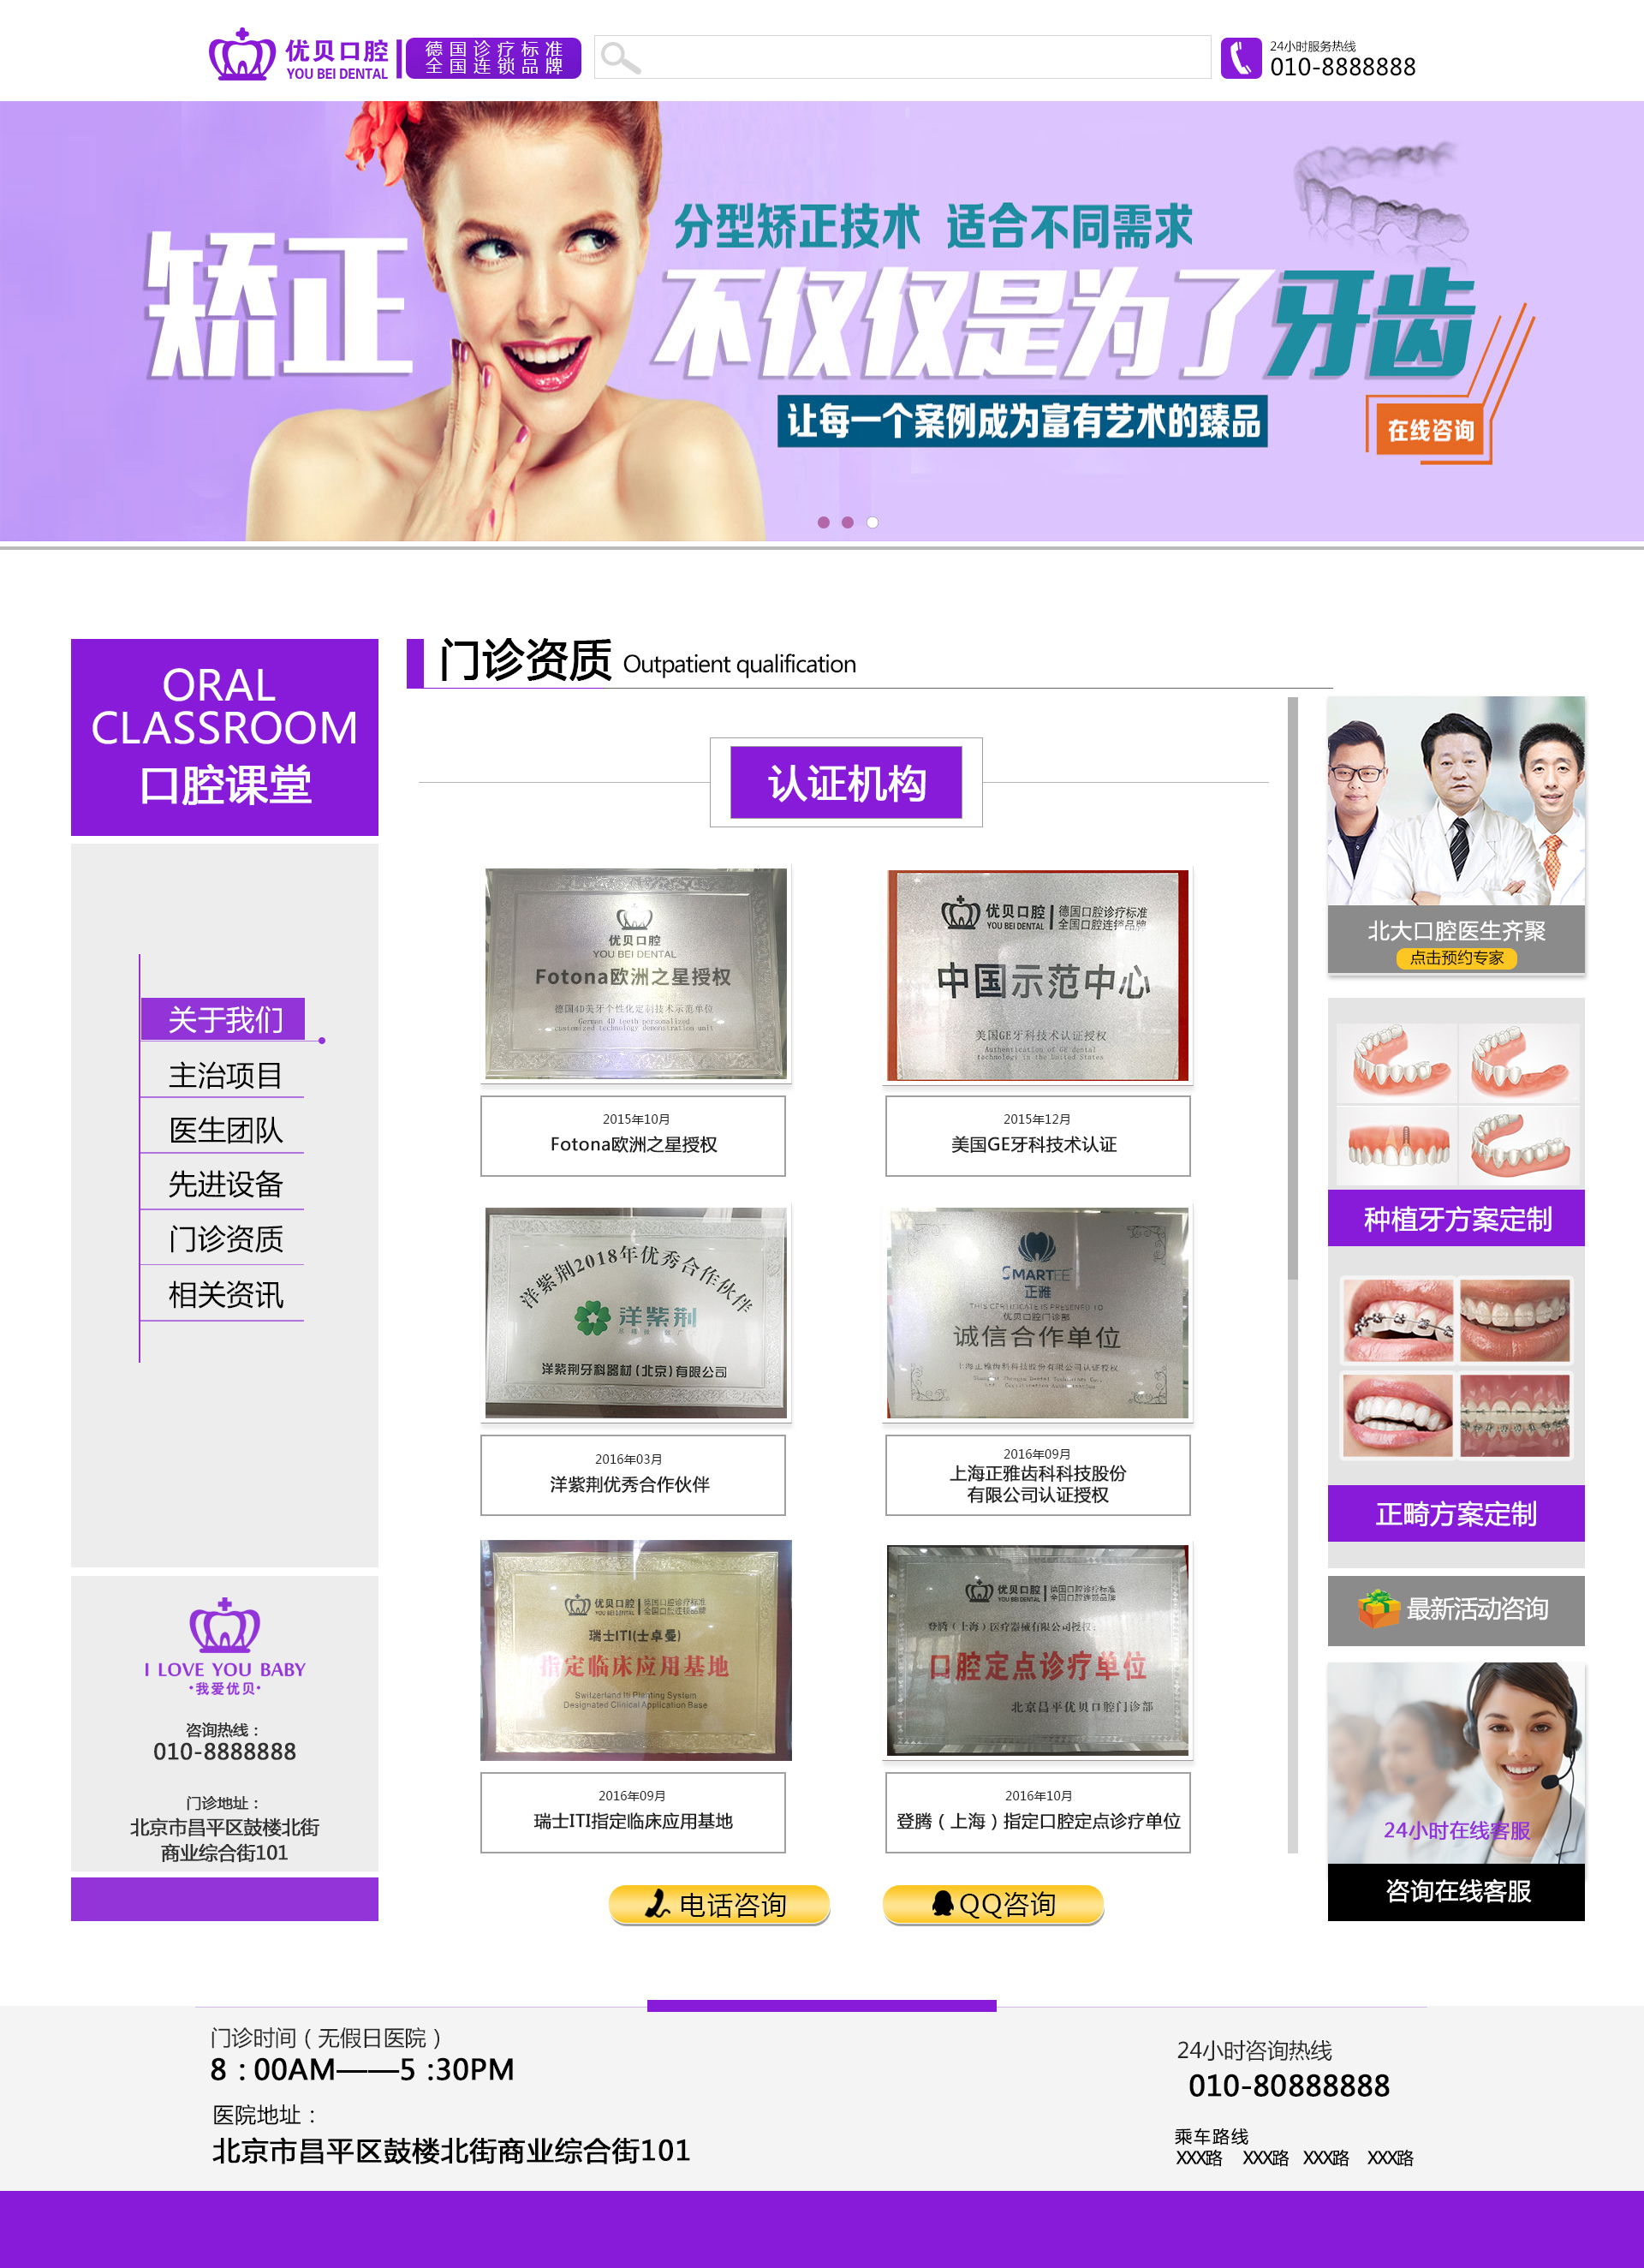 优贝口腔
YOU BEI DENTAL
德国诊疗标准
全国连锁品牌
24小时服务热线
010-8888888
矫正
分型矫正技术 适合不同需求
不仅仅是为了牙齿
让每一个案例成为富有艺术的臻品
在线咨询
ORAL
CLASSROOM
口腔课堂
关于我们
主治项目
医生团队
先进设备
门诊资质
相关资讯
I LOVE YOU BABY
•我爱优贝•
咨询热线：
010-8888888
门诊地址：
北京市昌平区鼓楼北街
商业综合街101
门诊资质 Outpatient qualification
认证机构
优贝口腔
YOU BEI DENTAL
Fotona欧洲之星授权
德国4D美牙个性化定制技术示范单位
German 4D teeth personalized
customized technology demonstration unit
2015年10月
Fotona欧洲之星授权
优贝口腔
YOU BEI DENTAL
德国口腔诊疗标准
全国口腔连锁品牌
中国示范中心
美国GE牙科技术认证授权
Authentication of GE dental
technology in the United States
2015年12月
美国GE牙科技术认证
洋紫荆2018年优秀合作伙伴
洋紫荆
洋紫荆牙科器材（北京）有限公司
2016年03月
洋紫荆优秀合作伙伴
SMARTEE
正雅
THIS CERTIFICATE IS PRESENTED TO
优贝口腔门诊部
诚信合作单位
上海正雅齿科科技股份有限公司认证授权
2016年09月
上海正雅齿科科技股份
有限公司认证授权
优贝口腔
YOU BEI DENTAL
德国口腔诊疗标准
全国口腔连锁品牌
瑞士ITI(士卓曼)
指定临床应用基地
Switzerland Iti Planting System
Designated Clinical Application Base
2016年09月
瑞士ITI指定临床应用基地
优贝口腔
YOU BEI DENTAL
德国口腔诊疗标准
全国口腔连锁品牌
登腾（上海）医疗器械有限公司授权：
口腔定点诊疗单位
北京昌平优贝口腔门诊部
2016年10月
登腾（上海）指定口腔定点诊疗单位
电话咨询
QQ咨询
北大口腔医生齐聚
点击预约专家
种植牙方案定制
正畸方案定制
最新活动咨询
24小时在线客服
咨询在线客服
门诊时间（无假日医院）
8：00AM——5:30PM
医院地址：
北京市昌平区鼓楼北街商业综合街101
24小时咨询热线
010-80888888
乘车路线
XXX路 XXX路 XXX路 XXX路